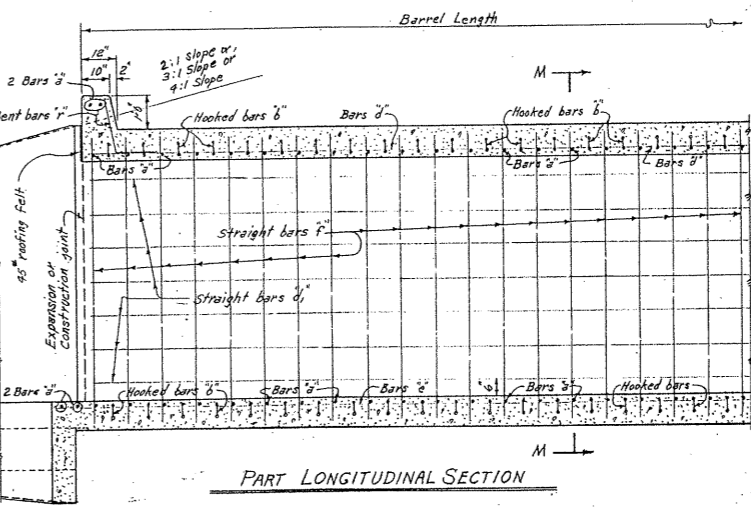 Barrel Length
12"
10" 2"
2:1 slope or,
3:1 Slope or
4:1 Slope
2 Bars "a"
Bent bars "r"
M
Hooked bars "b"
Bars "d"
Hooked bars "b"
Bars "a"
Bars "a"
Bars "d"
45# roofing felt
Expansion or
Construction joint
Straight bars "f"
Straight bars "d₁"
2 Bars "a"
Hooked bars "b"
Bars "a"
Bars "e"
Bars "a"
Hooked bars
M
PART LONGITUDINAL SECTION